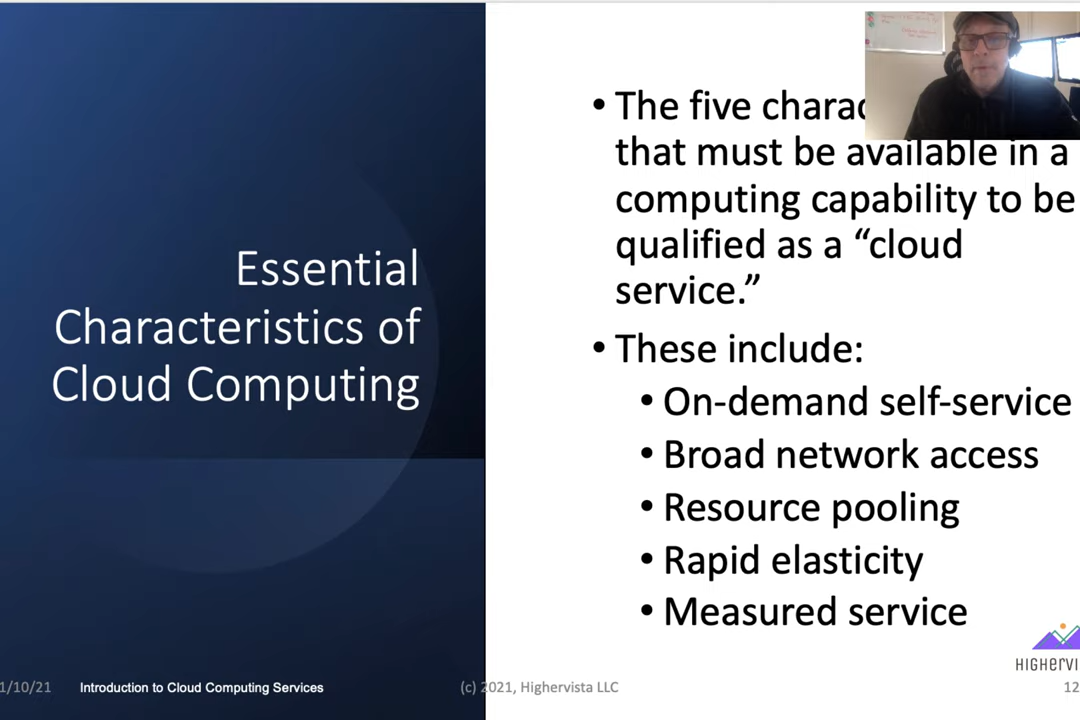 Essential
Characteristics of
Cloud Computing
• The five
that must be available in a
computing capability to be
qualified as a “cloud
service.”
• These include:
• On-demand self-service
• Broad network access
• Resource pooling
• Rapid elasticity
• Measured service
1/10/21
Introduction to Cloud Computing Services
(c) 2021, Highervista LLC
12